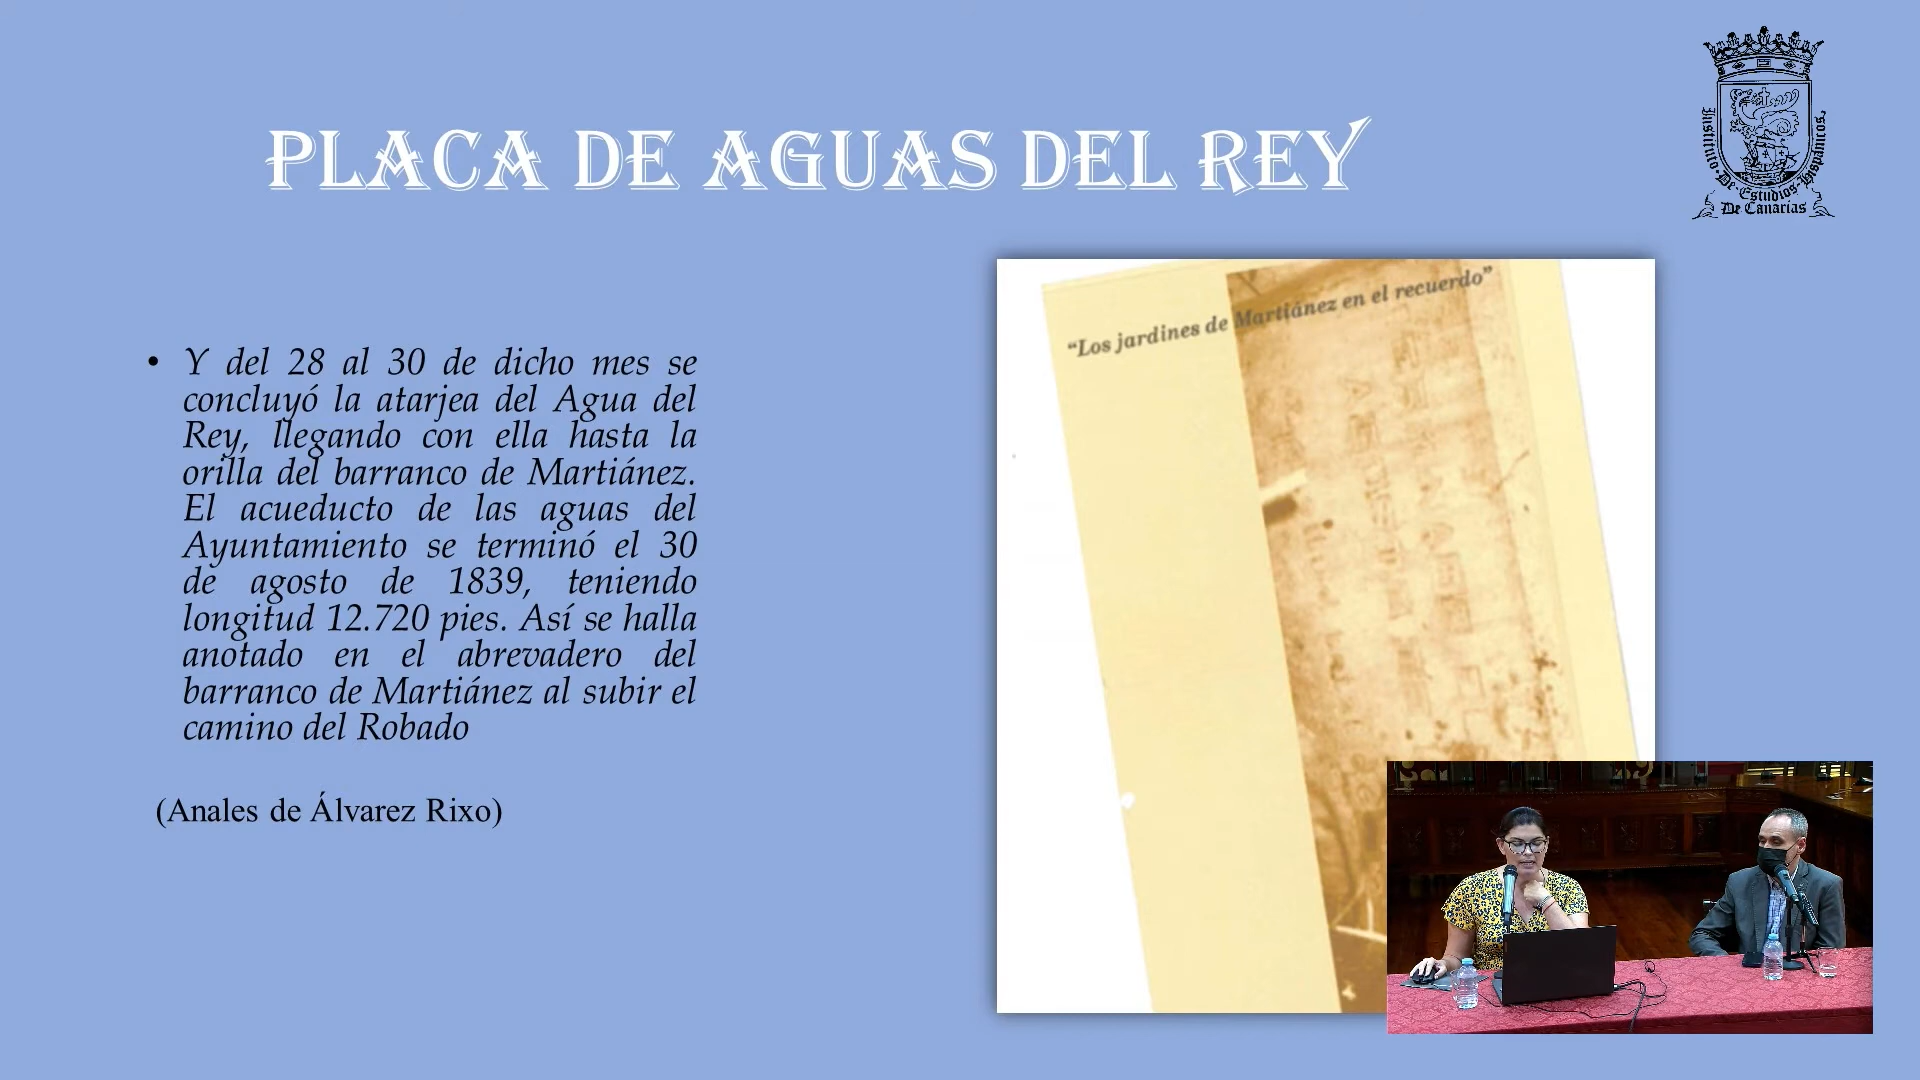 PLACA DE AGUAS DEL REY
Instituto De Estudios Hispánicos
De Canarias
“Los jardines de Martiánez en el recuerdo”
• Y del 28 al 30 de dicho mes se
concluyó la atarjea del Agua del
Rey, llegando con ella hasta la
orilla del barranco de Martiánez.
El acueducto de las aguas del
Ayuntamiento se terminó el 30
de agosto de 1839, teniendo
longitud 12.720 pies. Así se halla
anotado en el abrevadero del
barranco de Martiánez al subir el
camino del Robado
(Anales de Álvarez Rixo)